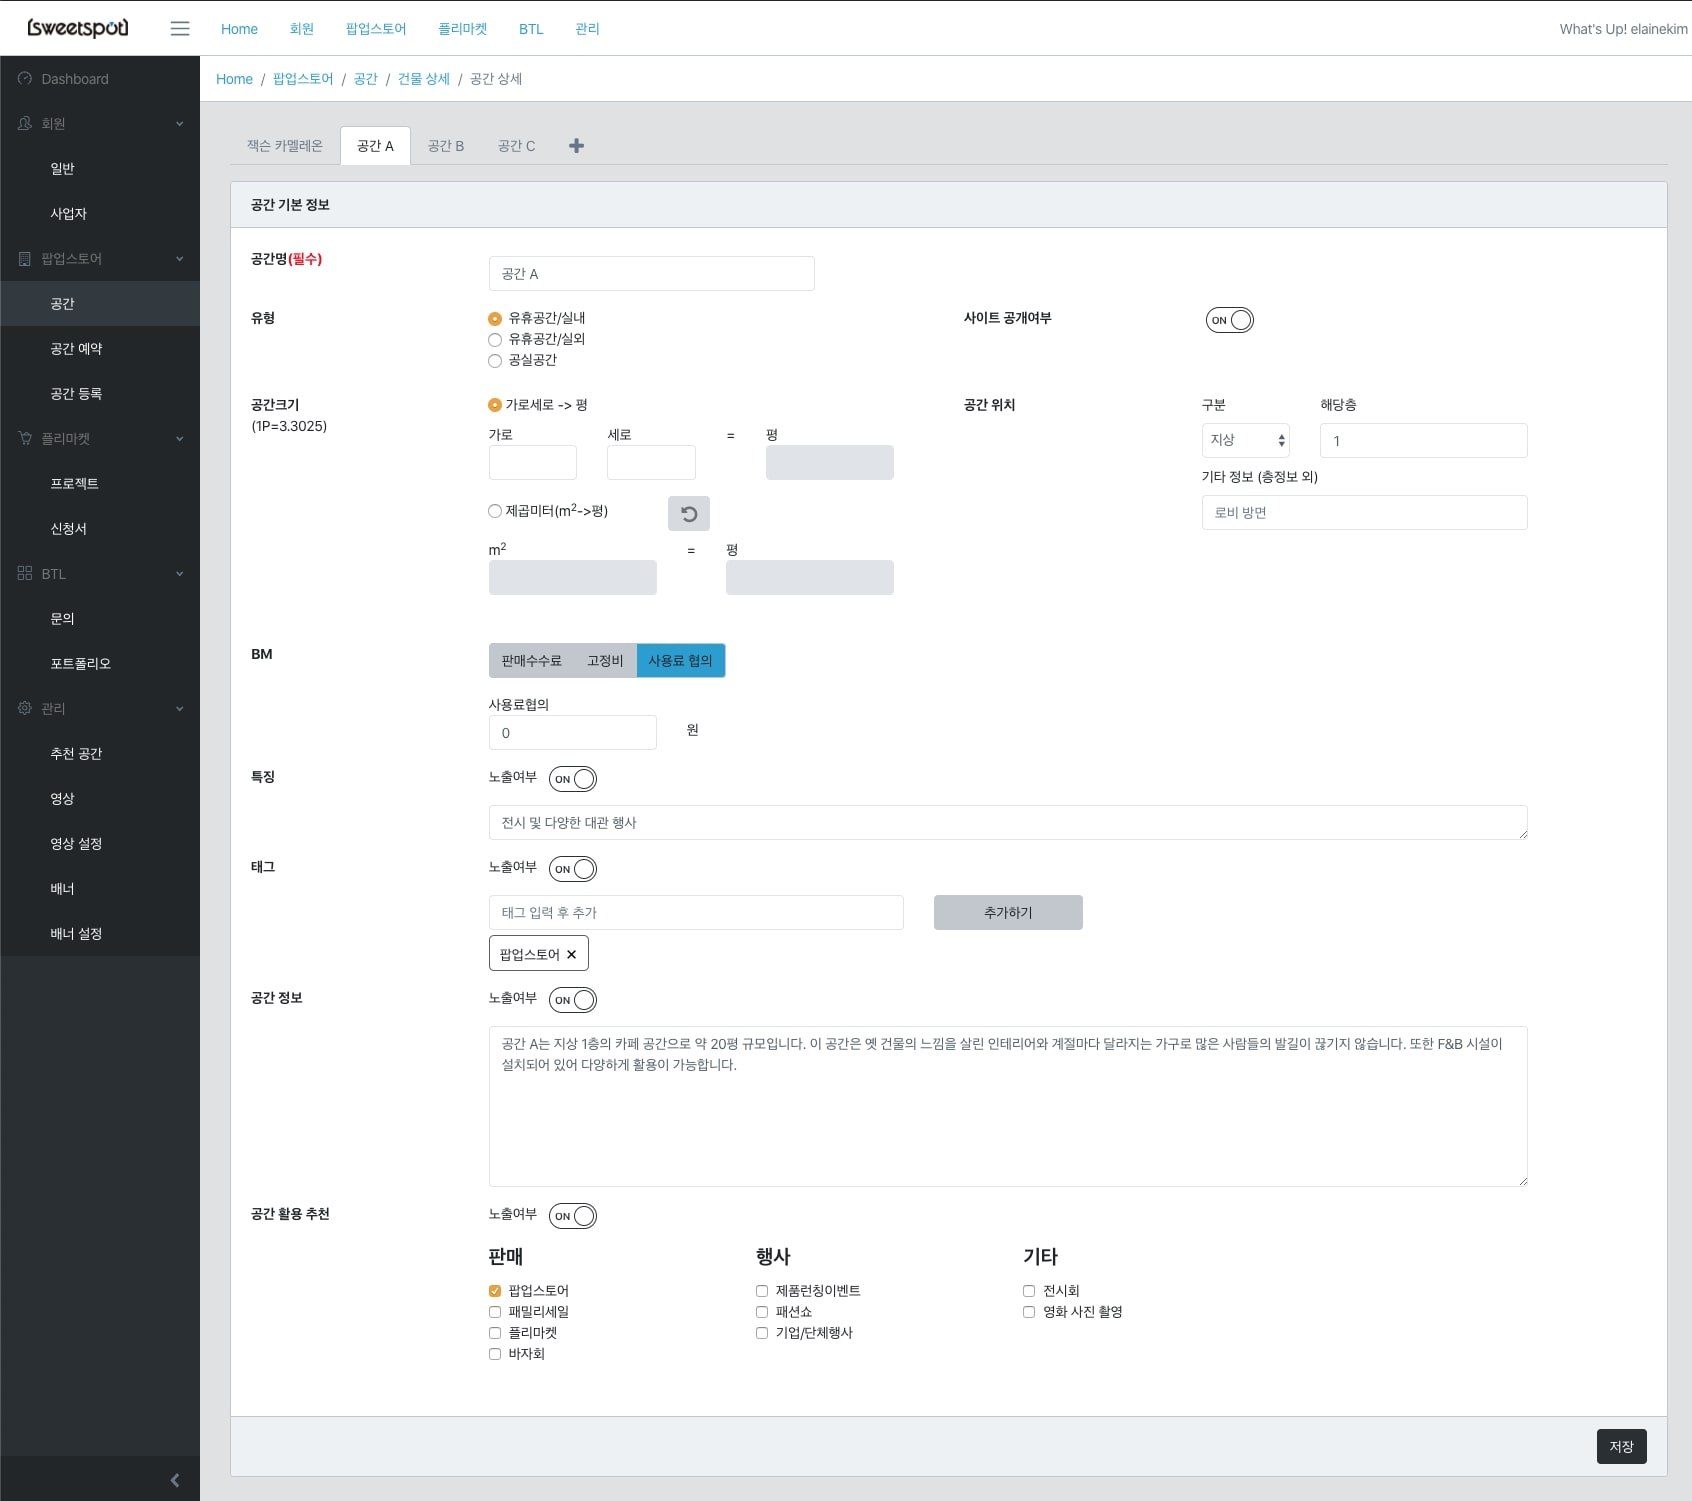 [sweetspot]
Home 회원 팝업스토어 플리마켓 BTL 관리
What's Up! elainekim
Dashboard
회원
일반
사업자
팝업스토어
공간
공간 예약
공간 등록
플리마켓
프로젝트
신청서
BTL
문의
포트폴리오
관리
추천 공간
영상
영상 설정
배너
배너 설정
Home / 팝업스토어 / 공간 / 건물 상세 / 공간 상세
잭슨 카멜레온 공간 A 공간 B 공간 C
공간 기본 정보
공간명(필수)
공간 A
유형
유휴공간/실내
유휴공간/실외
공실공간
사이트 공개여부
ON
공간크기
(1P=3.3025)
가로세로 -> 평
가로 세로 = 평
제곱미터(m²->평)
m² = 평
공간 위치
구분 해당층
지상 1
기타 정보 (층정보 외)
로비 방면
BM
판매수수료 고정비 사용료 협의
사용료협의
0 원
특징
노출여부 ON
전시 및 다양한 대관 행사
태그
노출여부 ON
태그 입력 후 추가 추가하기
팝업스토어 ×
공간 정보
노출여부 ON
공간 A는 지상 1층의 카페 공간으로 약 20평 규모입니다. 이 공간은 옛 건물의 느낌을 살린 인테리어와 계절마다 달라지는 가구로 많은 사람들의 발길이 끊기지 않습니다. 또한 F&B 시설이
설치되어 있어 다양하게 활용이 가능합니다.
공간 활용 추천
노출여부 ON
판매
팝업스토어
패밀리세일
플리마켓
바자회
행사
제품런칭이벤트
패션쇼
기업/단체행사
기타
전시회
영화 사진 촬영
저장